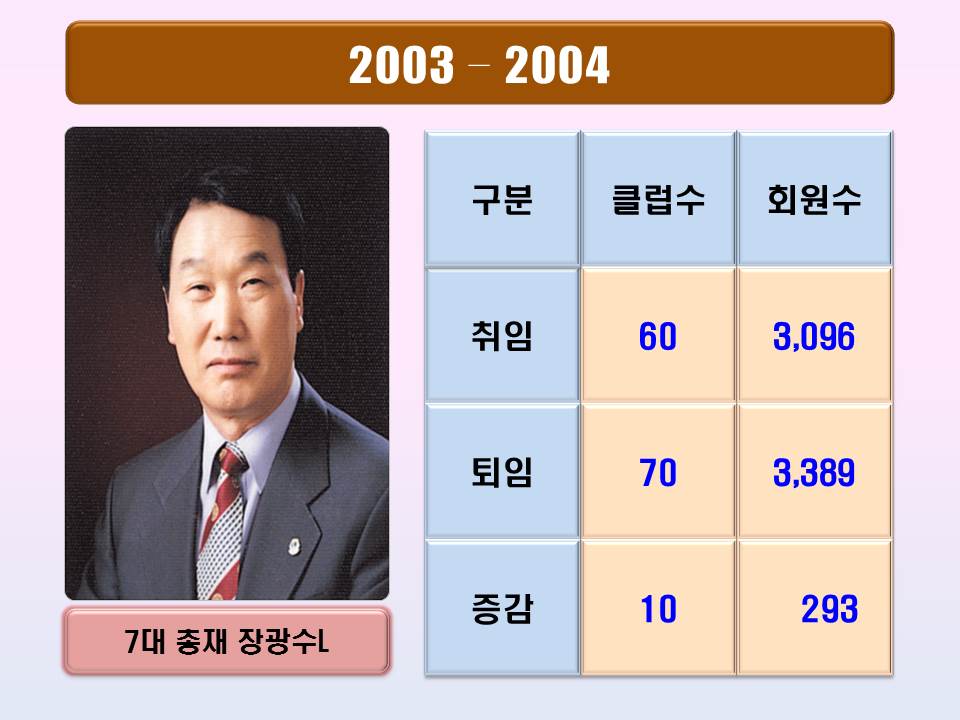 2003 – 2004
구분 클럽수 회원수
취임 60 3,096
퇴임 70 3,389
증감 10 293
7대 총재 장광수L